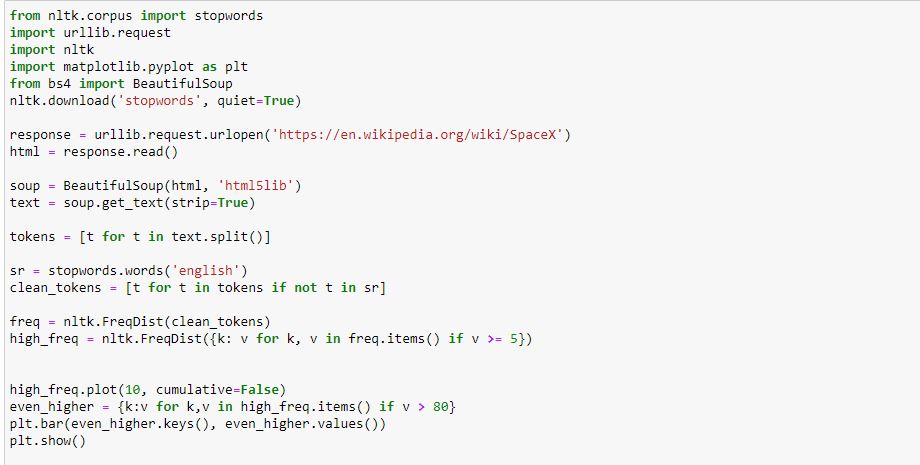 from nltk.corpus import stopwords
import urllib.request
import nltk
import matplotlib.pyplot as plt
from bs4 import BeautifulSoup
nltk.download('stopwords', quiet=True)
response = urllib.request.urlopen('https://en.wikipedia.org/wiki/SpaceX')
html = response.read()
soup = BeautifulSoup(html, 'html5lib')
text = soup.get_text(strip=True)
tokens = [t for t in text.split()]
sr = stopwords.words('english')
clean_tokens = [t for t in tokens if not t in sr]
freq = nltk.FreqDist(clean_tokens)
high_freq = nltk.FreqDist({k: v for k, v in freq.items() if v >= 5})
high_freq.plot(10, cumulative=False)
even_higher = {k:v for k,v in high_freq.items() if v > 80}
plt.bar(even_higher.keys(), even_higher.values())
plt.show()